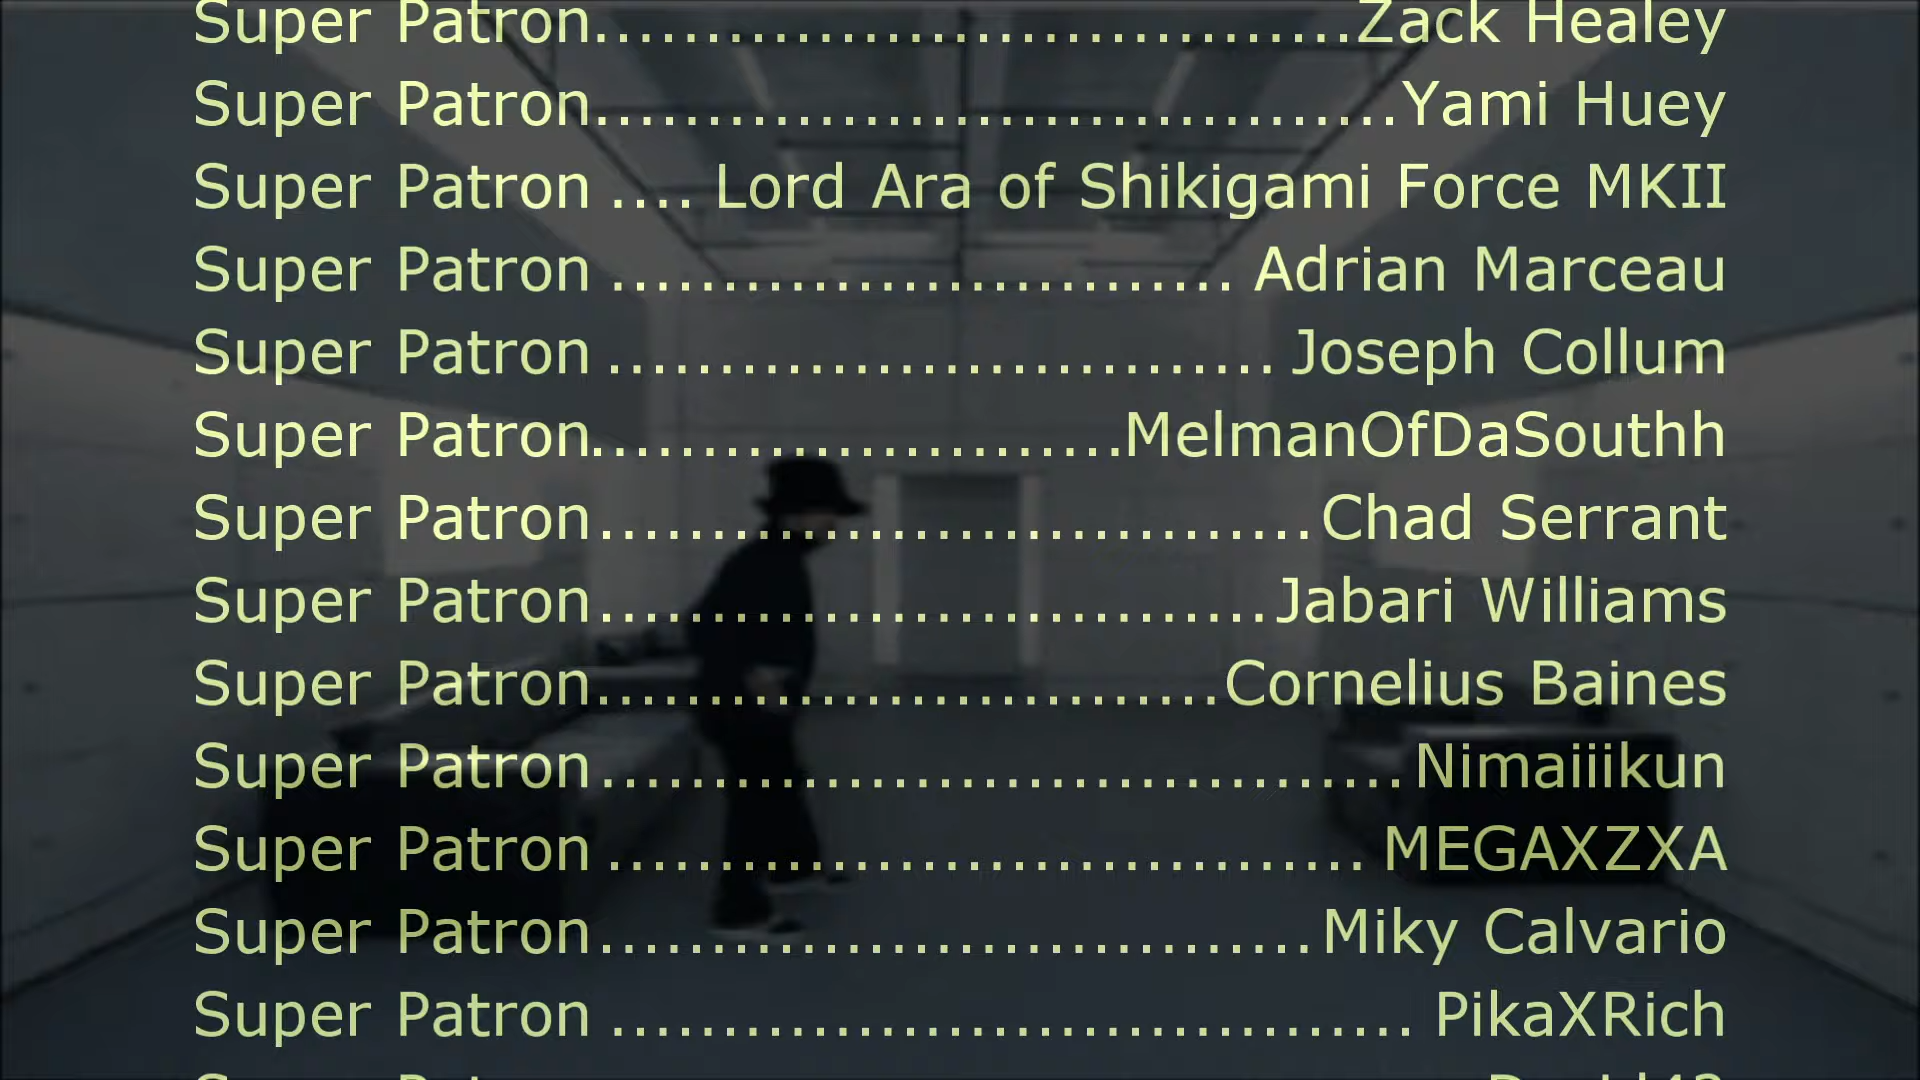 Super Patron.................................Zack Healey
Super Patron...................................Yami Huey
Super Patron .... Lord Ara of Shikigami Force MKII
Super Patron ............................ Adrian Marceau
Super Patron .............................. Joseph Collum
Super Patron.......................MelmanOfDaSouthh
Super Patron................................Chad Serrant
Super Patron..............................Jabari Williams
Super Patron............................Cornelius Baines
Super Patron....................................Nimaiiikun
Super Patron .................................. MEGAXZXA
Super Patron................................Miky Calvario
Super Patron .................................... PikaXRich
Super Patron